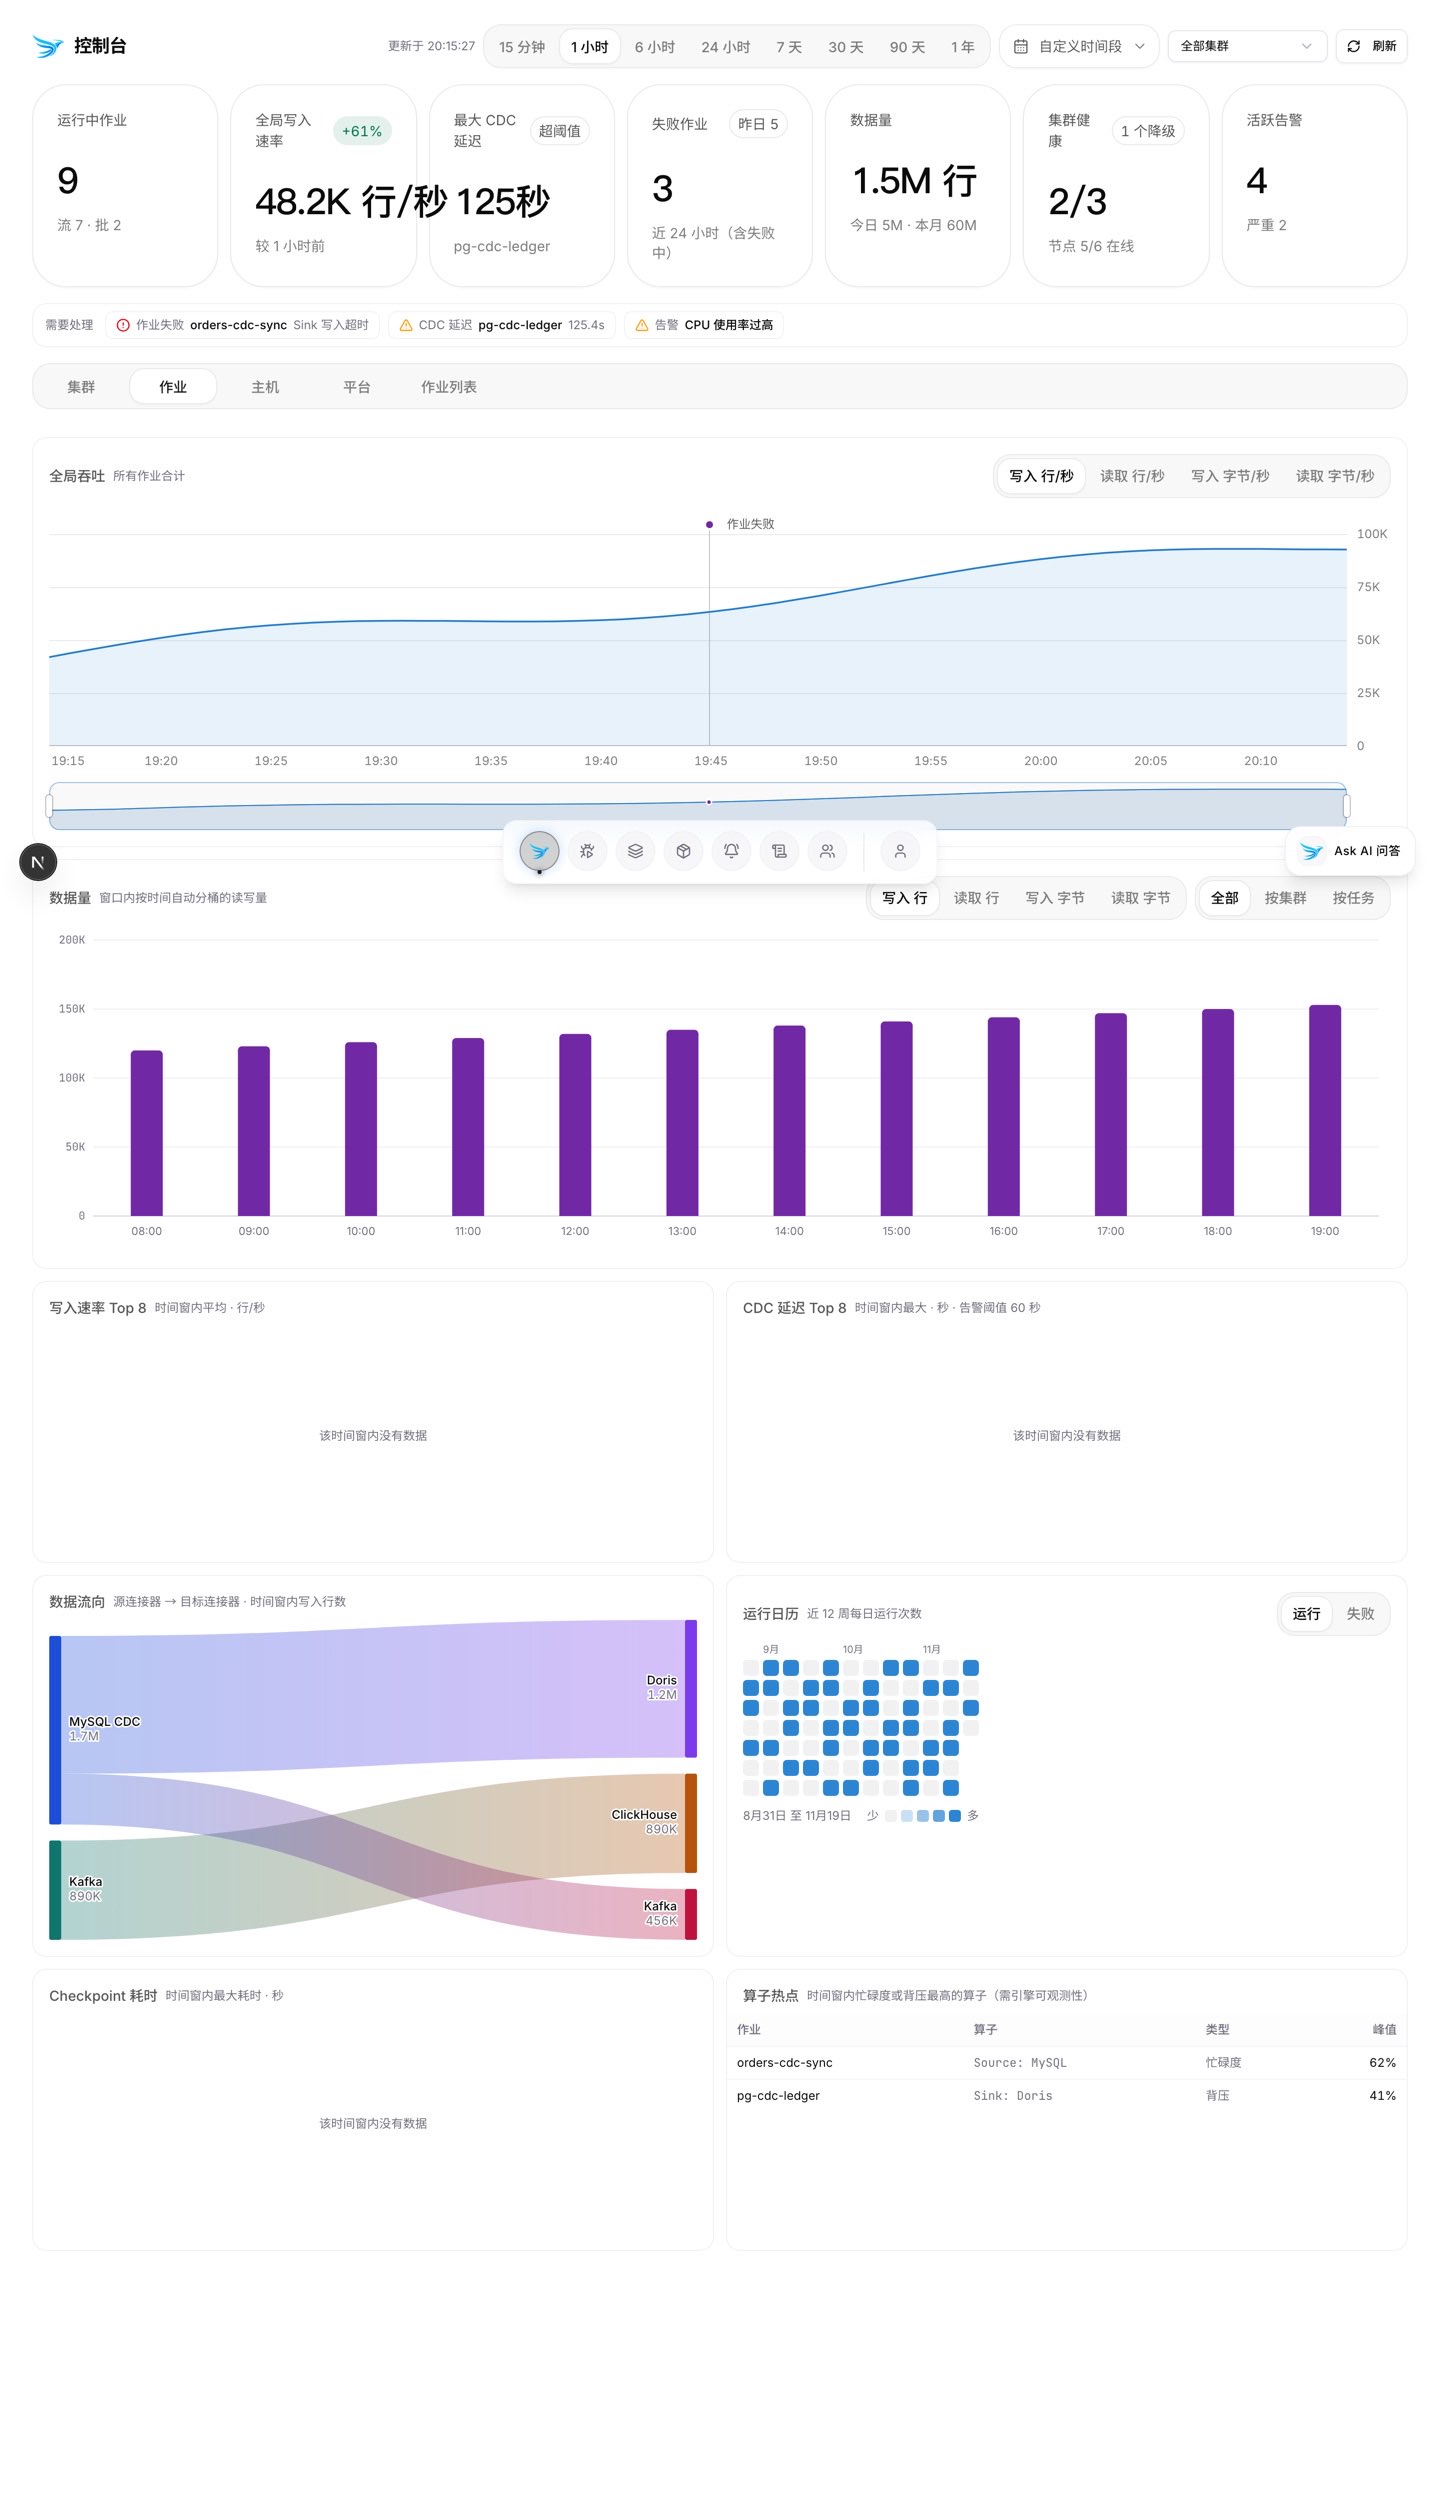 控制台
更新于 20:15:27
15 分钟
1 小时
6 小时
24 小时
7 天
30 天
90 天
1 年
自定义时间段
全部集群
刷新
运行中作业
9
流 7 · 批 2
全局写入
速率
+61%
48.2K 行/秒
较 1 小时前
最大 CDC
延迟
超阈值
125秒
pg-cdc-ledger
失败作业
昨日 5
3
近 24 小时（含失败
中）
数据量
1.5M 行
今日 5M · 本月 60M
集群健
康
1 个降级
2/3
节点 5/6 在线
活跃告警
4
严重 2
需要处理
作业失败 orders-cdc-sync Sink 写入超时
CDC 延迟 pg-cdc-ledger 125.4s
告警 CPU 使用率过高
集群
作业
主机
平台
作业列表
全局吞吐 所有作业合计
写入 行/秒
读取 行/秒
写入 字节/秒
读取 字节/秒
作业失败
100K
75K
50K
25K
0
19:15
19:20
19:25
19:30
19:35
19:40
19:45
19:50
19:55
20:00
20:05
20:10
N
Ask AI 问答
数据量 窗口内按时间自动分桶的读写量
写入 行
读取 行
写入 字节
读取 字节
全部
按集群
按任务
200K
150K
100K
50K
0
08:00
09:00
10:00
11:00
12:00
13:00
14:00
15:00
16:00
17:00
18:00
19:00
写入速率 Top 8 时间窗内平均 · 行/秒
该时间窗内没有数据
CDC 延迟 Top 8 时间窗内最大 · 秒 · 告警阈值 60 秒
该时间窗内没有数据
数据流向 源连接器 → 目标连接器 · 时间窗内写入行数
MySQL CDC
1.7M
Kafka
890K
Doris
1.2M
ClickHouse
890K
Kafka
456K
运行日历 近 12 周每日运行次数
运行
失败
9月
10月
11月
8月31日 至 11月19日
少
多
Checkpoint 耗时 时间窗内最大耗时 · 秒
该时间窗内没有数据
算子热点 时间窗内忙碌度或背压最高的算子（需引擎可观测性）
作业 算子 类型 峰值
orders-cdc-sync Source: MySQL 忙碌度 62%
pg-cdc-ledger Sink: Doris 背压 41%